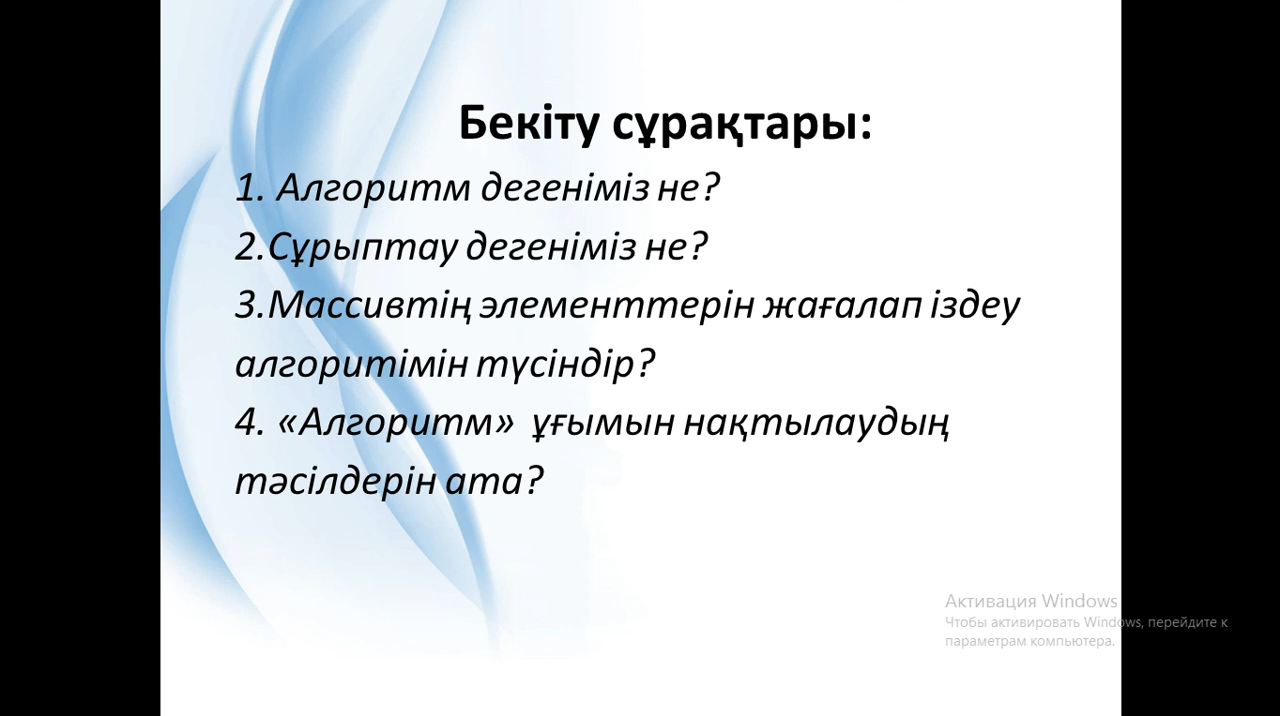 Бекіту сұрақтары:
1. Алгоритм дегеніміз не?
2.Сұрыптау дегеніміз не?
3.Массивтің элементтерін жағалап іздеу
алгоритімін түсіндір?
4. «Алгоритм» ұғымын нақтылаудың
тәсілдерін ата?
Активация Windows
Чтобы активировать Windows, перейдите к
параметрам компьютера.